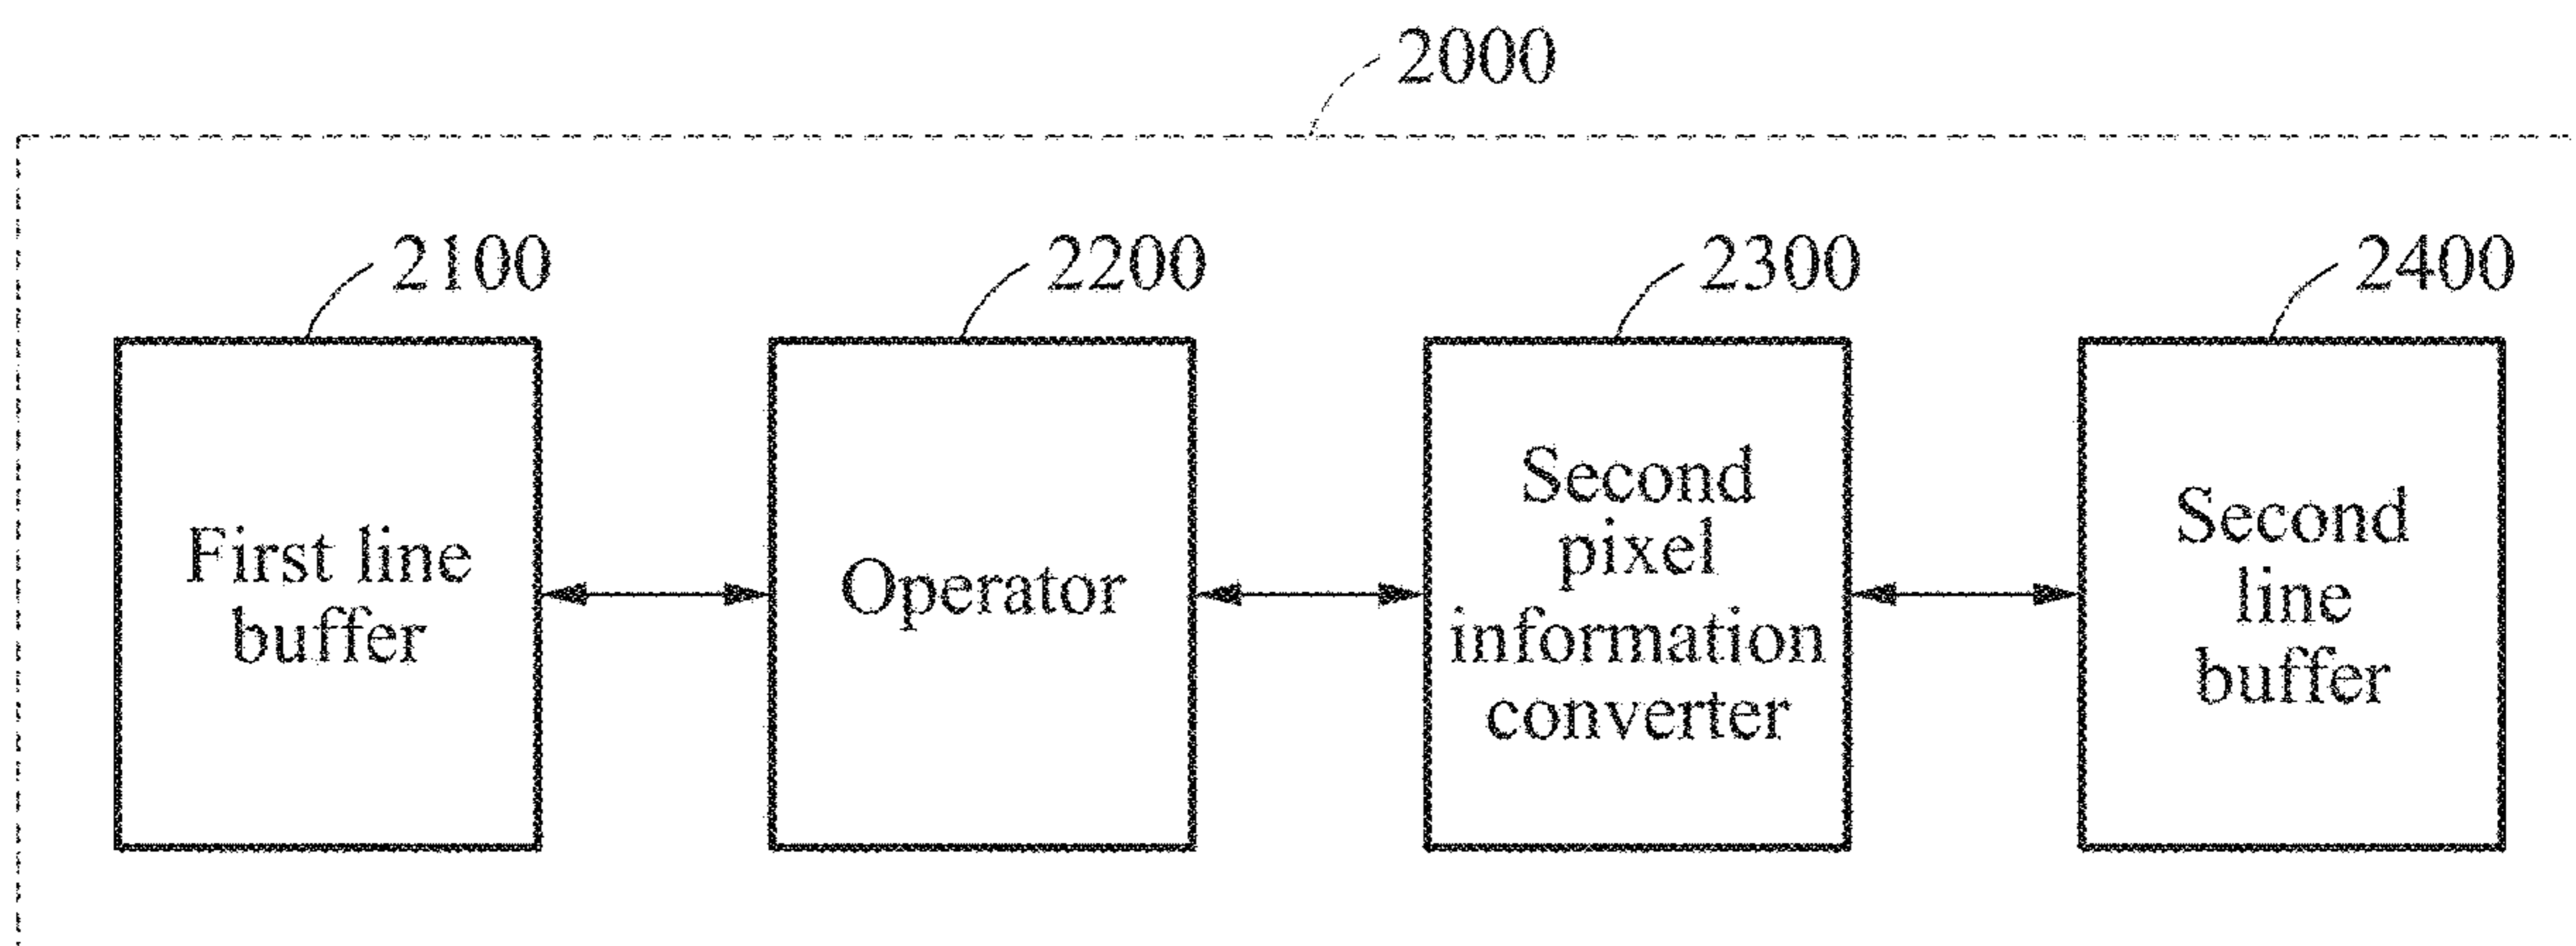 2000
2100
2200
2300
2400
First line
buffer
Operator
Second
pixel
information
converter
Second
line
buffer